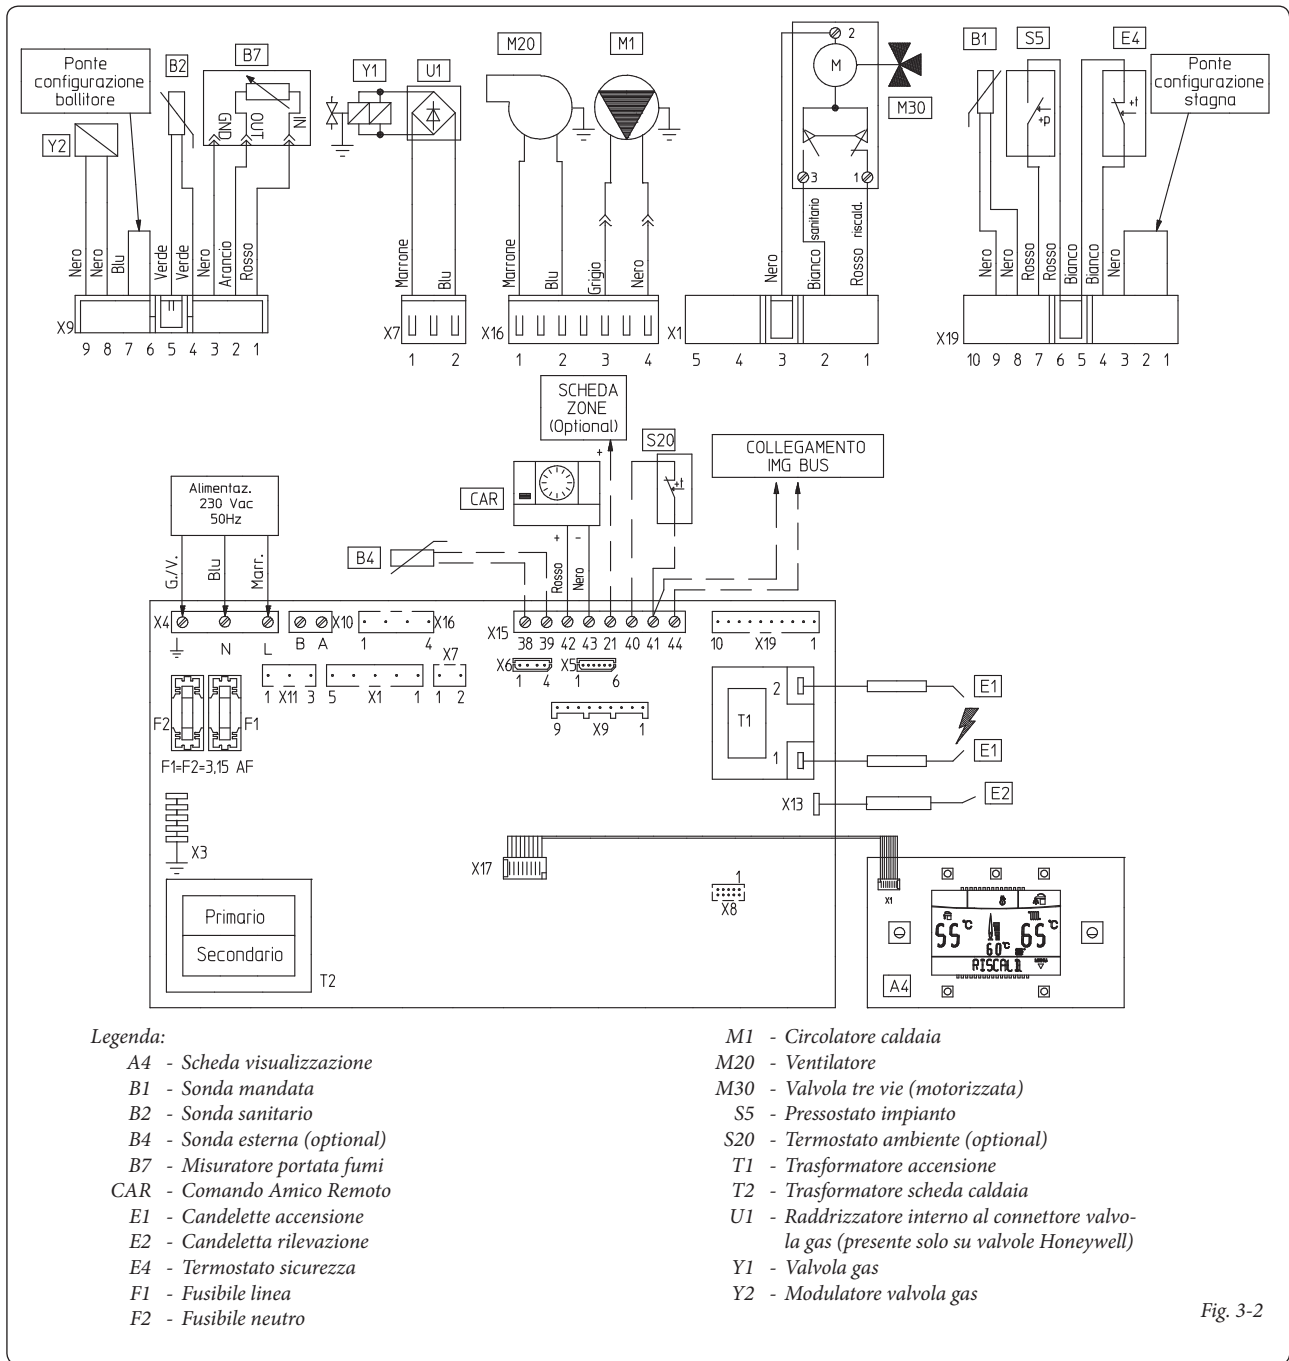 Ponte
configurazione
bollitore
B2
B7
Y2
GND
OUT
IN
Nero
Nero
Blu
Verde
Verde
Nero
Arancio
Rosso
X9
9 8 7 6 5 4 3 2 1
Y1
U1
Marrone
Blu
X7
1 2
M20
M1
Marrone
Blu
Grigio
Nero
X16
1 2 3 4
2
M
M30
3
1
Nero
Bianco
sanitario
Rosso
riscald.
X1
5 4 3 2 1
B1
S5
E4
Ponte
configurazione
stagna
+p
+t
Nero
Nero
Rosso
Rosso
Bianco
Bianco
Nero
X19
10 9 8 7 6 5 4 3 2 1
SCHEDA
ZONE
(Optional)
S20
+t
COLLEGAMENTO
IMG BUS
Alimentaz.
230 Vac
50Hz
CAR
+
+ -
B4
G./V.
Blu
Marr.
Rosso
Nero
X4
N L
B A
X10
1 4
X16
X15
38 39 42 43 21 40 41 44
10 X19 1
X7
1 2
1 X11 3
5 X1 1
X6
1 4
X5
1 6
9 X9 1
F2
F1
F1=F2=3,15 AF
T1
2
1
E1
E1
X13
E2
X3
X17
1
X8
X1
Primario
Secondario
T2
55 °C
60 °C
65 °C
RISCALD
A4
Legenda:
A4 - Scheda visualizzazione
B1 - Sonda mandata
B2 - Sonda sanitario
B4 - Sonda esterna (optional)
B7 - Misuratore portata fumi
CAR - Comando Amico Remoto
E1 - Candelette accensione
E2 - Candeletta rilevazione
E4 - Termostato sicurezza
F1 - Fusibile linea
F2 - Fusibile neutro
M1 - Circolatore caldaia
M20 - Ventilatore
M30 - Valvola tre vie (motorizzata)
S5 - Pressostato impianto
S20 - Termostato ambiente (optional)
T1 - Trasformatore accensione
T2 - Trasformatore scheda caldaia
U1 - Raddrizzatore interno al connettore valvo-
la gas (presente solo su valvole Honeywell)
Y1 - Valvola gas
Y2 - Modulatore valvola gas
Fig. 3-2